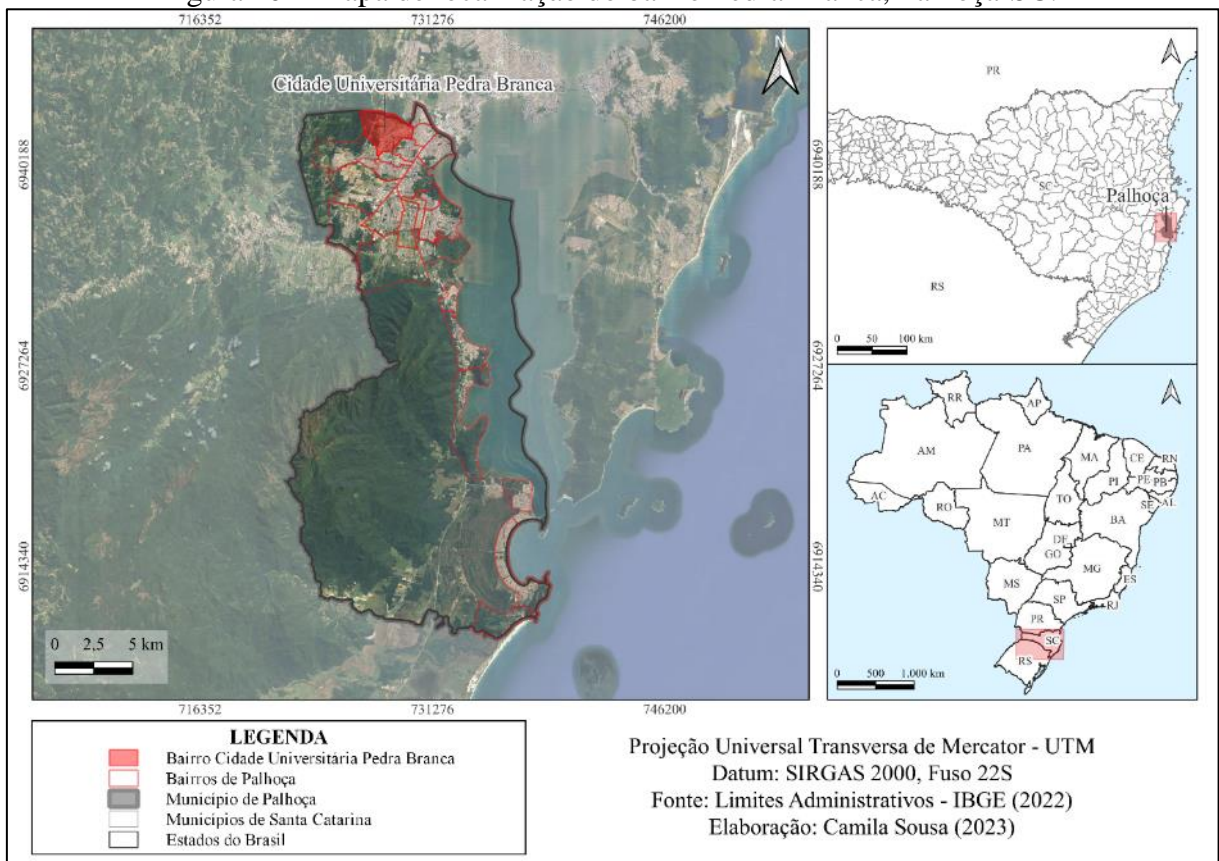 716352
731276
746200
N
Cidade Universitária Pedra Branca
6940188
6927264
6914340
0 2,5 5 km
716352
731276
746200
6940188
6927264
6914340
PR
SC
Palhoça
RS
0 50 100 km
RR
AP
AM
PA
MA
CE
RN
PI
PE
PB
AL
SE
AC
RO
TO
MT
BA
DF
GO
MG
ES
MS
SP
RJ
PR
SC
RS
0 500 1.000 km
LEGENDA
Bairro Cidade Universitária Pedra Branca
Bairros de Palhoça
Município de Palhoça
Municípios de Santa Catarina
Estados do Brasil
Projeção Universal Transversa de Mercator - UTM
Datum: SIRGAS 2000, Fuso 22S
Fonte: Limites Administrativos - IBGE (2022)
Elaboração: Camila Sousa (2023)